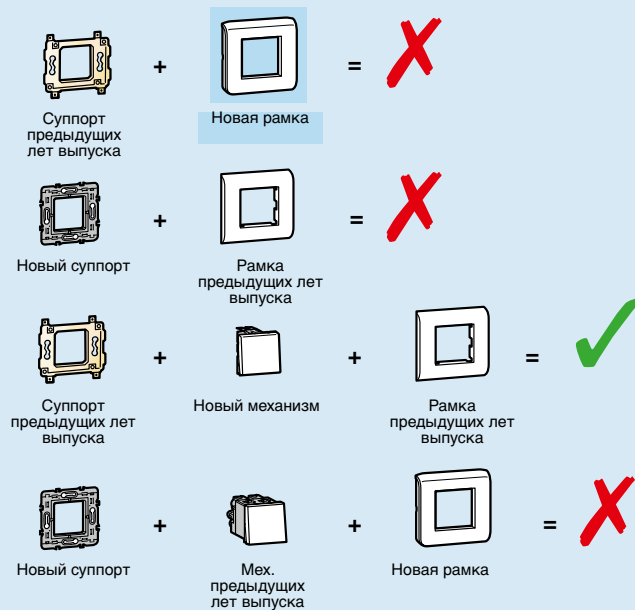 +
=
Суппорт
предыдущих
лет выпуска
Новая рамка
+
=
Новый суппорт
Рамка
предыдущих лет
выпуска
+
+
=
Суппорт
предыдущих лет
выпуска
Новый механизм
Рамка
предыдущих лет
выпуска
+
+
=
Новый суппорт
Мех.
предыдущих
лет выпуска
Новая рамка